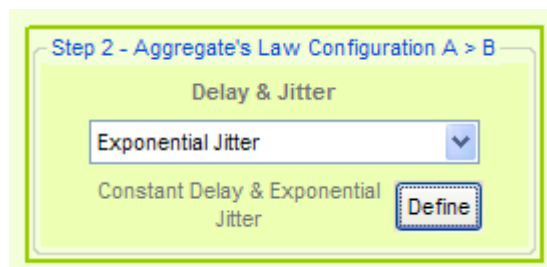 Step 2 - Aggregate's Law Configuration A > B
Delay & Jitter
Exponential Jitter
Constant Delay & Exponential
Jitter
Define